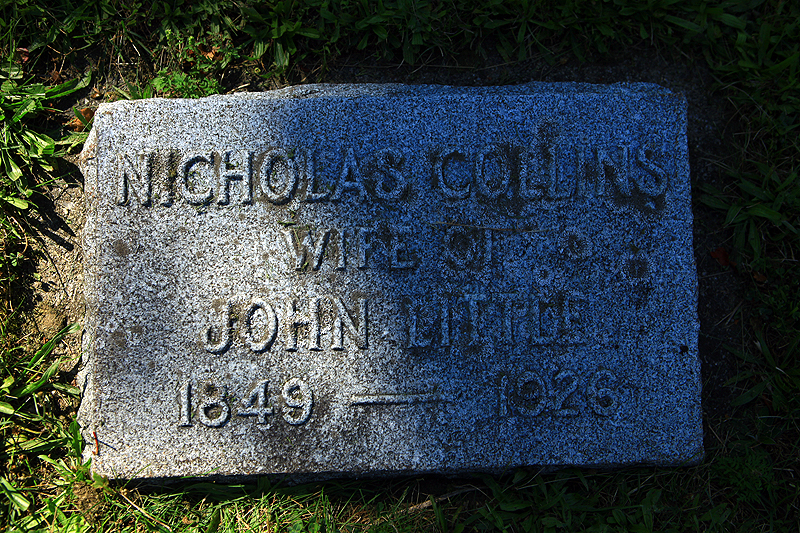 NICHOLAS COLLINS
WIFE OF
JOHN LITTLE
1849 — 1926